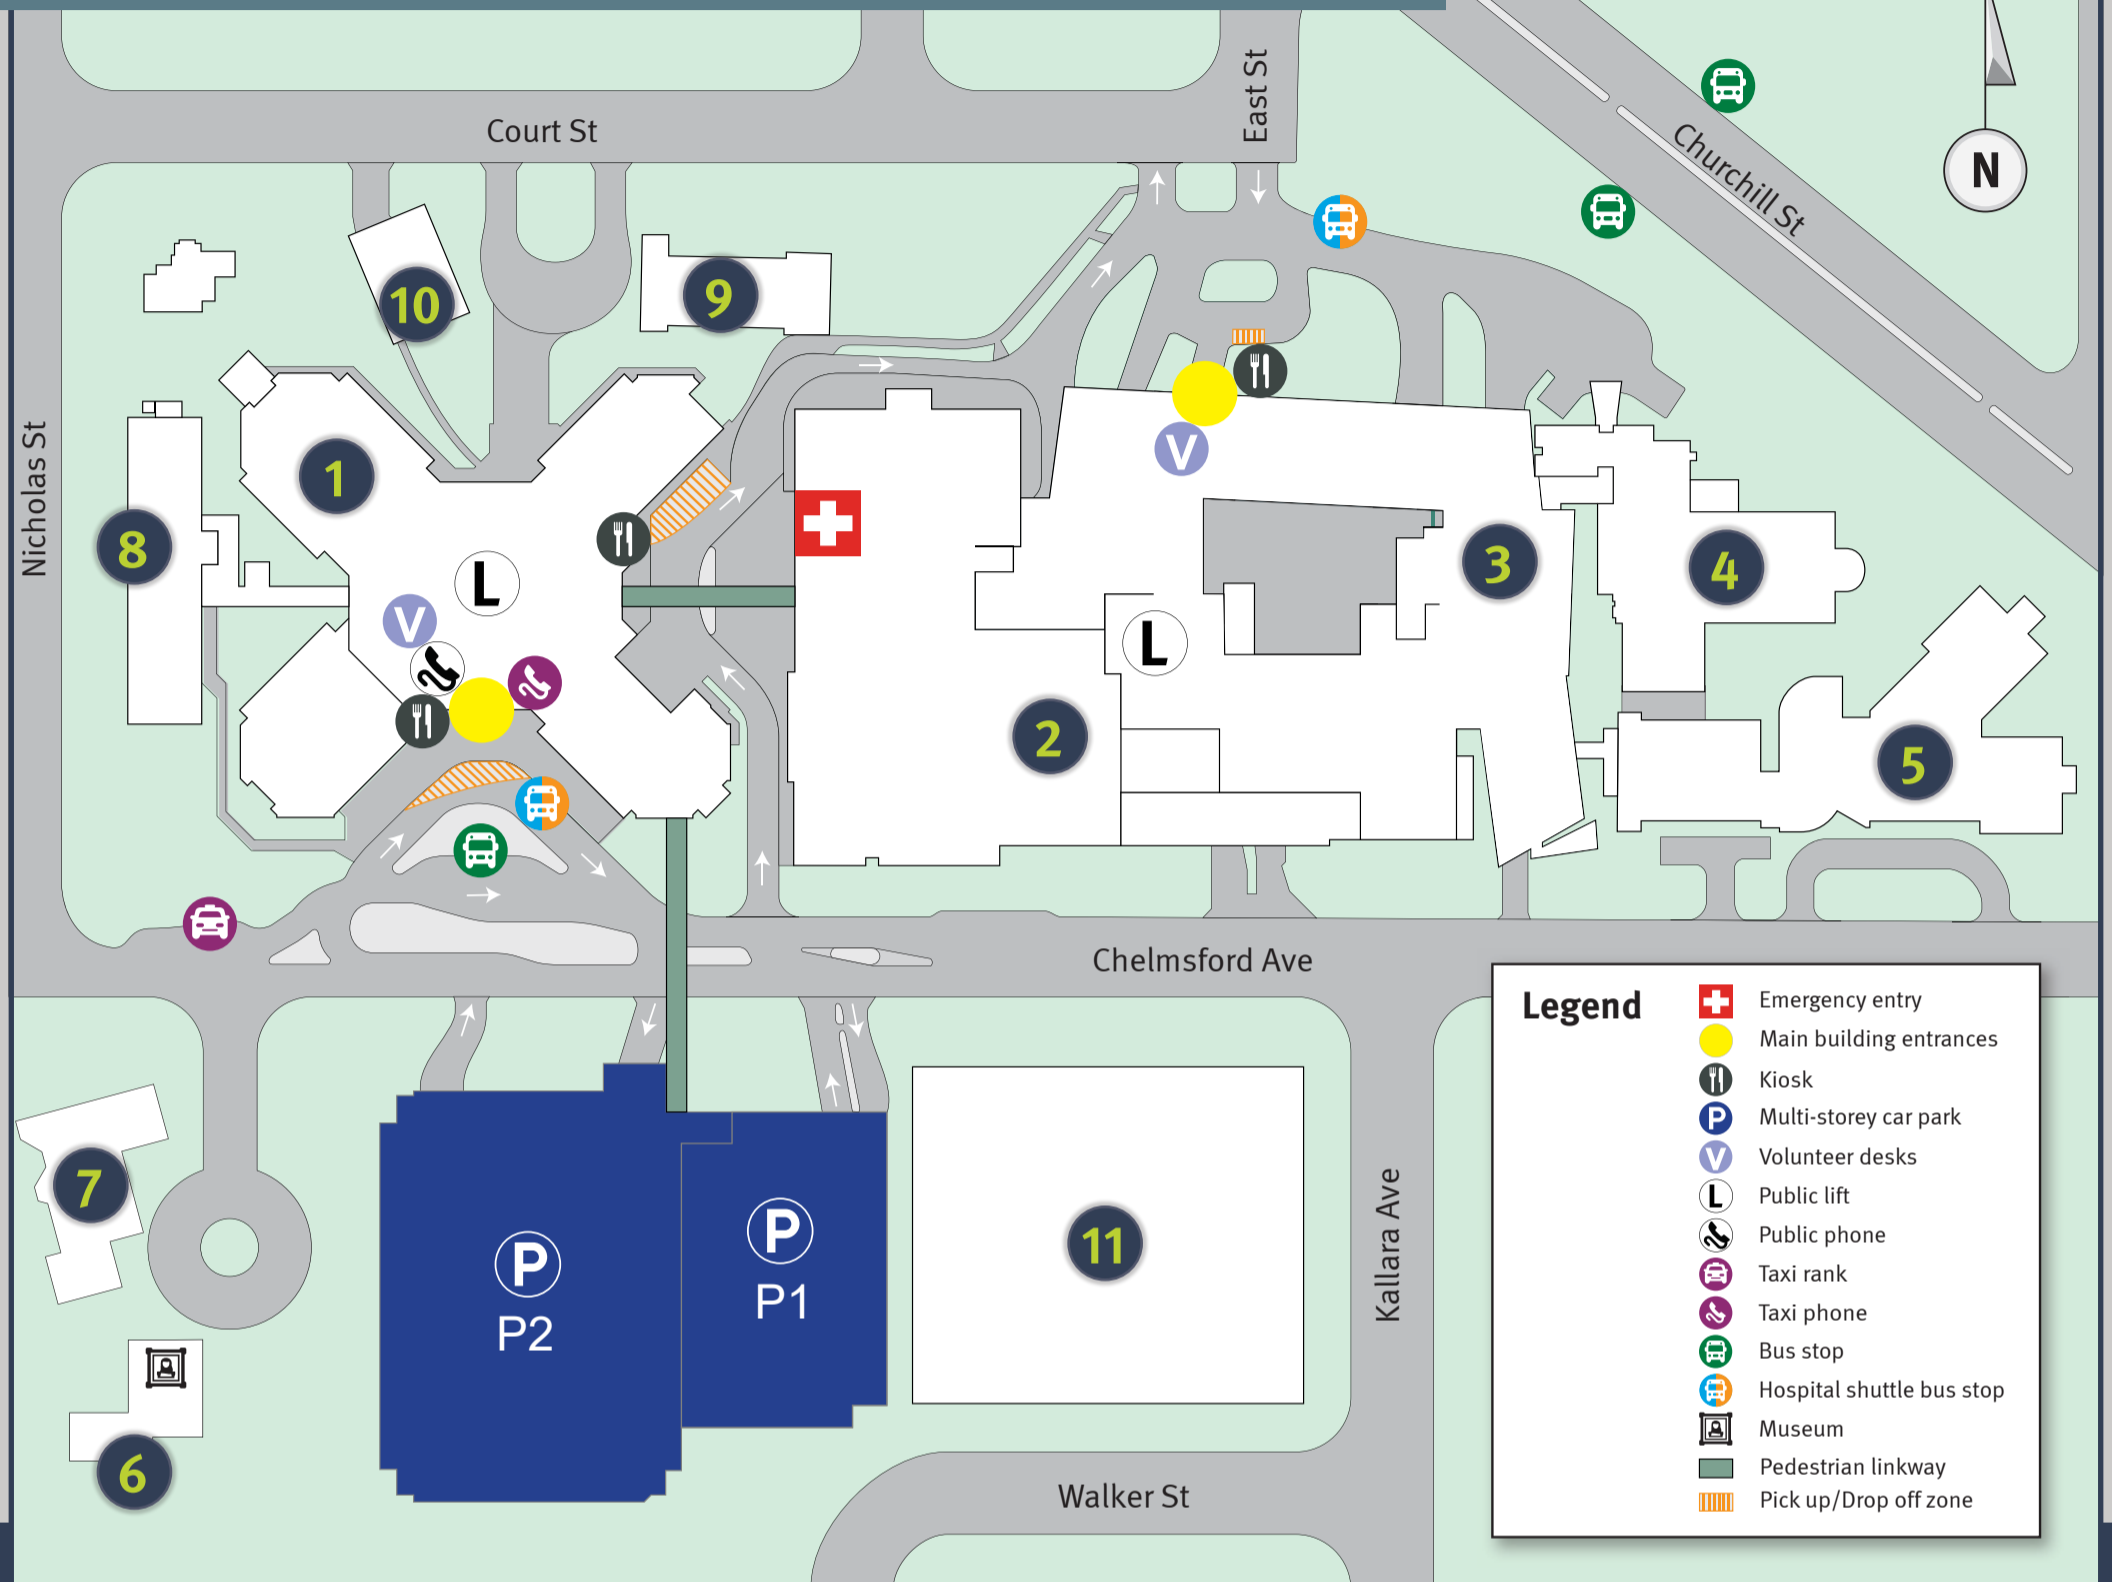 East St
Court St
Churchill St
N
10
9
Nicholas St
1
V
8
3
4
L
V
L
2
5
Chelmsford Ave
Legend
Emergency entry
Main building entrances
Kiosk
P Multi-storey car park
V Volunteer desks
L Public lift
Public phone
Taxi rank
Taxi phone
Bus stop
Hospital shuttle bus stop
Museum
Pedestrian linkway
Pick up/Drop off zone
7
P
P1
P
P2
11
Kallara Ave
6
Walker St